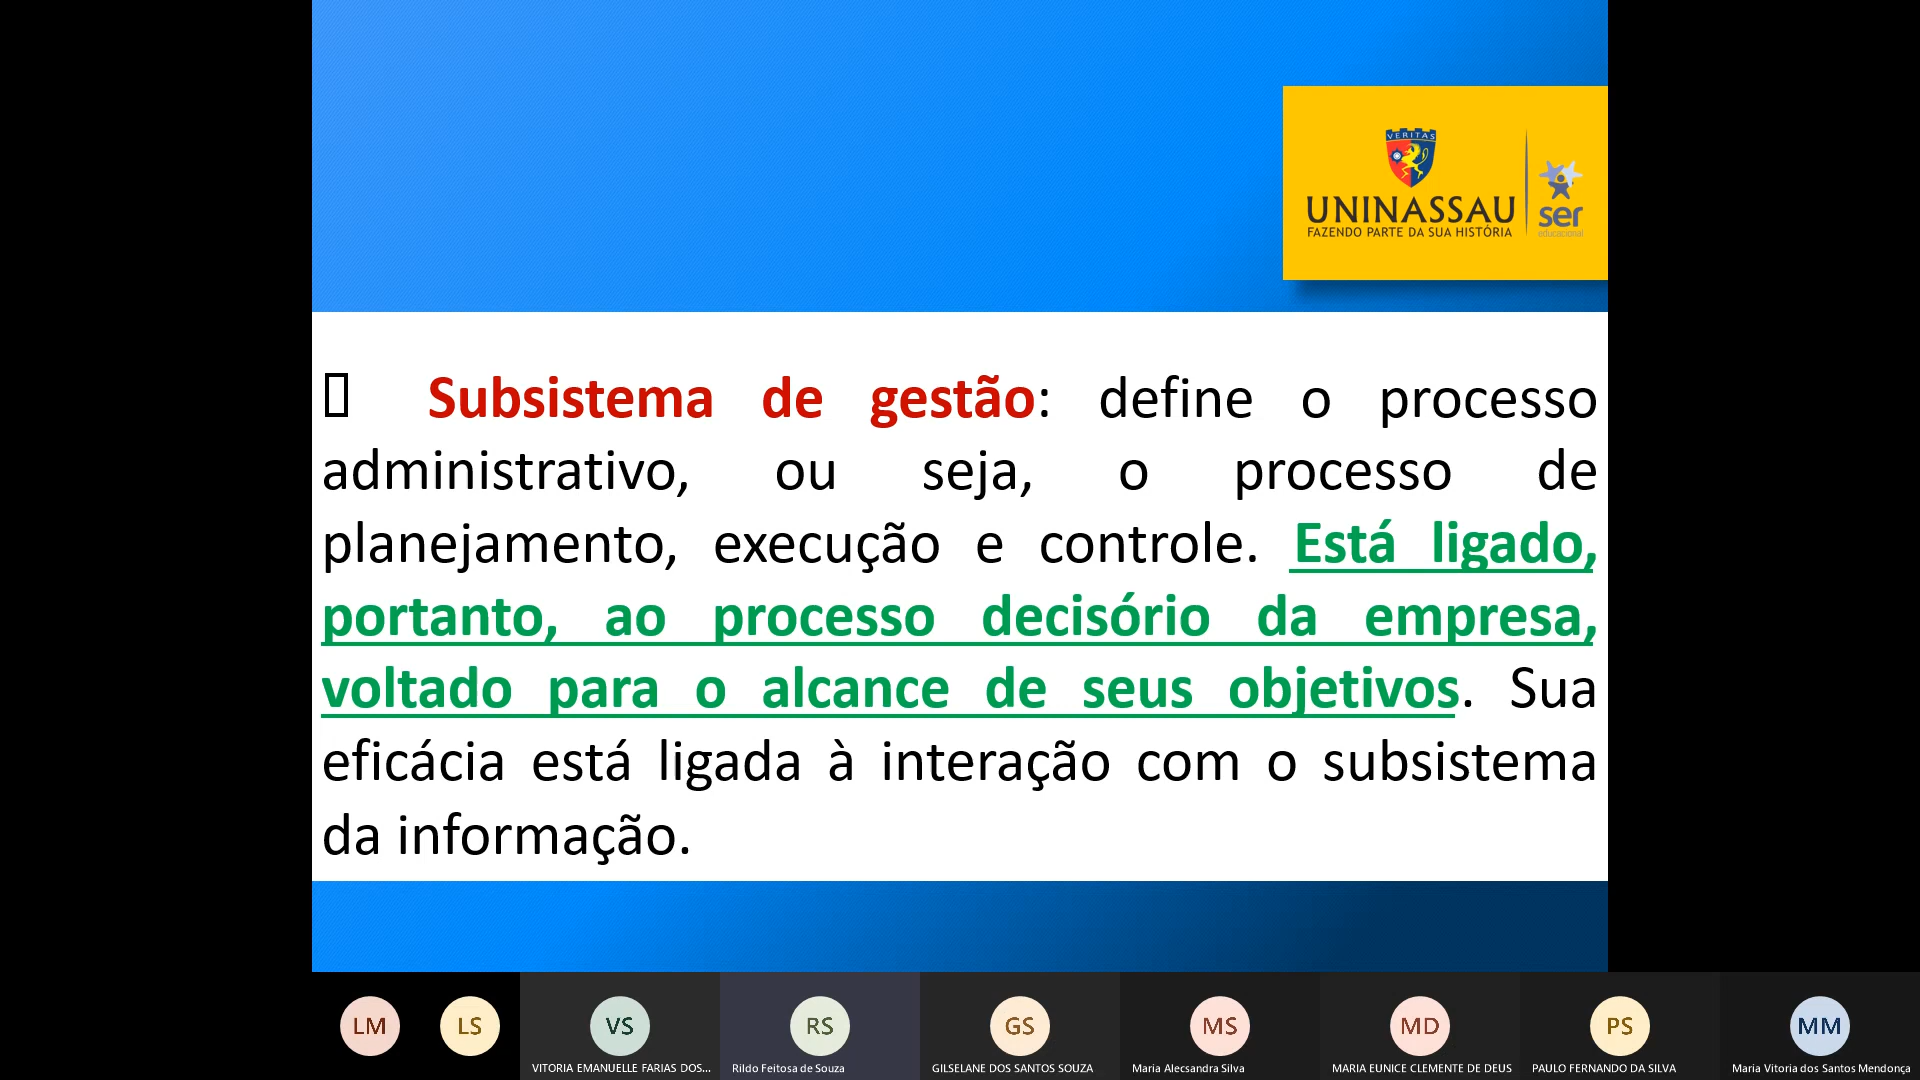 VERITAS
UNINASSAU
FAZENDO PARTE DA SUA HISTÓRIA
ser
educacional
Subsistema de gestão: define o processo
administrativo, ou seja, o processo de
planejamento, execução e controle. Está ligado,
portanto, ao processo decisório da empresa,
voltado para o alcance de seus objetivos. Sua
eficácia está ligada à interação com o subsistema
da informação.
LM
LS
VS
RS
GS
MS
MD
PS
MM
VITORIA EMANUELLE FARIAS DOS...
Rildo Feitosa de Souza
GILSELANE DOS SANTOS SOUZA
Maria Alecsandra Silva
MARIA EUNICE CLEMENTE DE DEUS
PAULO FERNANDO DA SILVA
Maria Vitoria dos Santos Mendonça